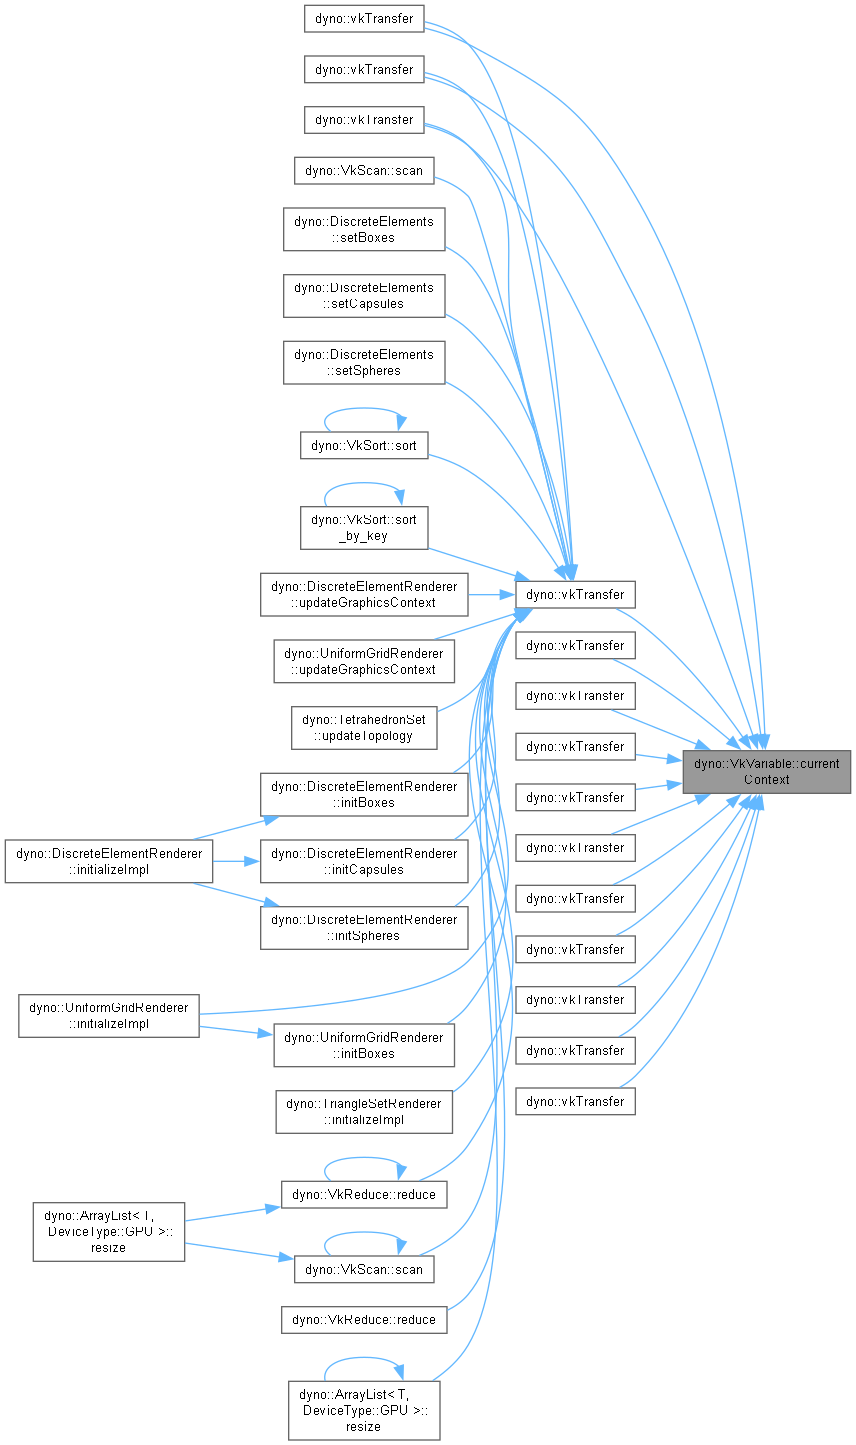 dyno::vkTransfer
dyno::vkTransfer
dyno::vkTransfer
dyno::VkScan::scan
dyno::DiscreteElements
::setBoxes
dyno::DiscreteElements
::setCapsules
dyno::DiscreteElements
::setSpheres
dyno::VkSort::sort
dyno::VkSort::sort
_by_key
dyno::DiscreteElementRenderer
::updateGraphicsContext
dyno::vkTransfer
dyno::UniformGridRenderer
::updateGraphicsContext
dyno::vkTransfer
dyno::vkTransfer
dyno::TetrahedronSet
::updateTopology
dyno::vkTransfer
dyno::VkVariable::current
Context
dyno::DiscreteElementRenderer
::initBoxes
dyno::vkTransfer
dyno::vkTransfer
dyno::DiscreteElementRenderer
::initializeImpl
dyno::DiscreteElementRenderer
::initCapsules
dyno::vkTransfer
dyno::DiscreteElementRenderer
::initSpheres
dyno::vkTransfer
dyno::vkTransfer
dyno::UniformGridRenderer
::initializeImpl
dyno::UniformGridRenderer
::initBoxes
dyno::vkTransfer
dyno::vkTransfer
dyno::TriangleSetRenderer
::initializeImpl
dyno::VkReduce::reduce
dyno::ArrayList< T,
DeviceType::GPU >::
resize
dyno::VkScan::scan
dyno::VkReduce::reduce
dyno::ArrayList< T,
DeviceType::GPU >::
resize